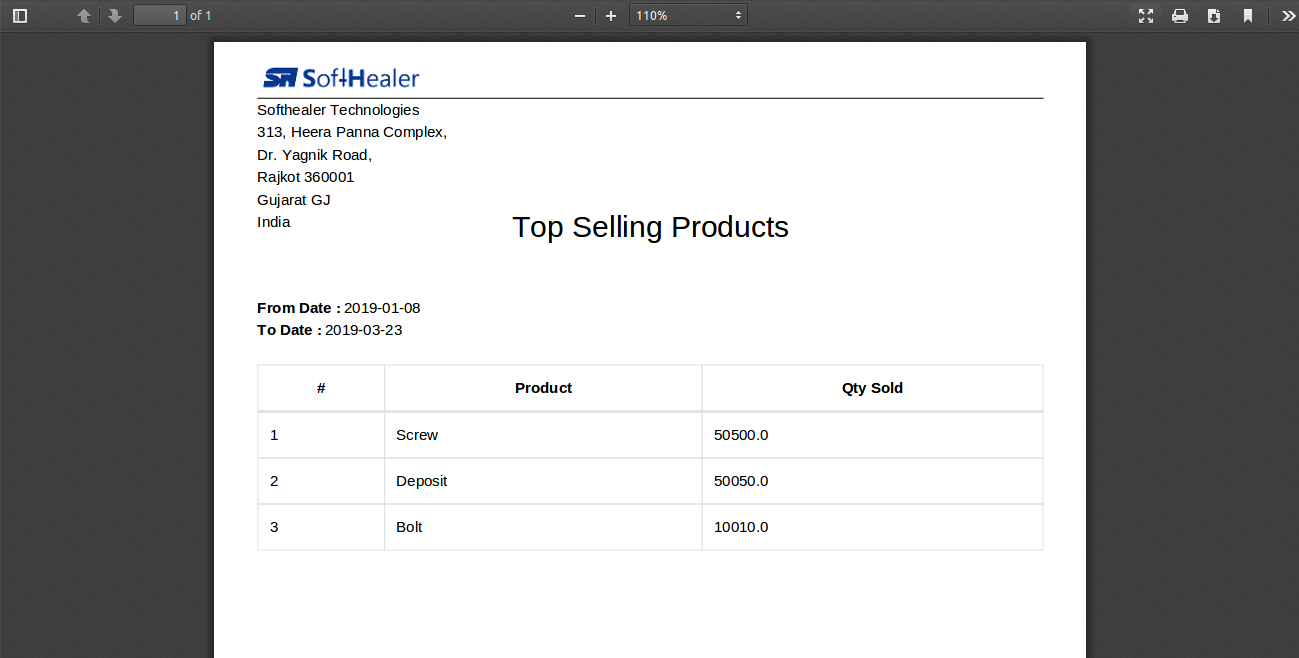 1 of 1
110%
SoftHealer
Softhealer Technologies
313, Heera Panna Complex,
Dr. Yagnik Road,
Rajkot 360001
Gujarat GJ
India
Top Selling Products
From Date : 2019-01-08
To Date : 2019-03-23
# Product Qty Sold
1 Screw 50500.0
2 Deposit 50050.0
3 Bolt 10010.0